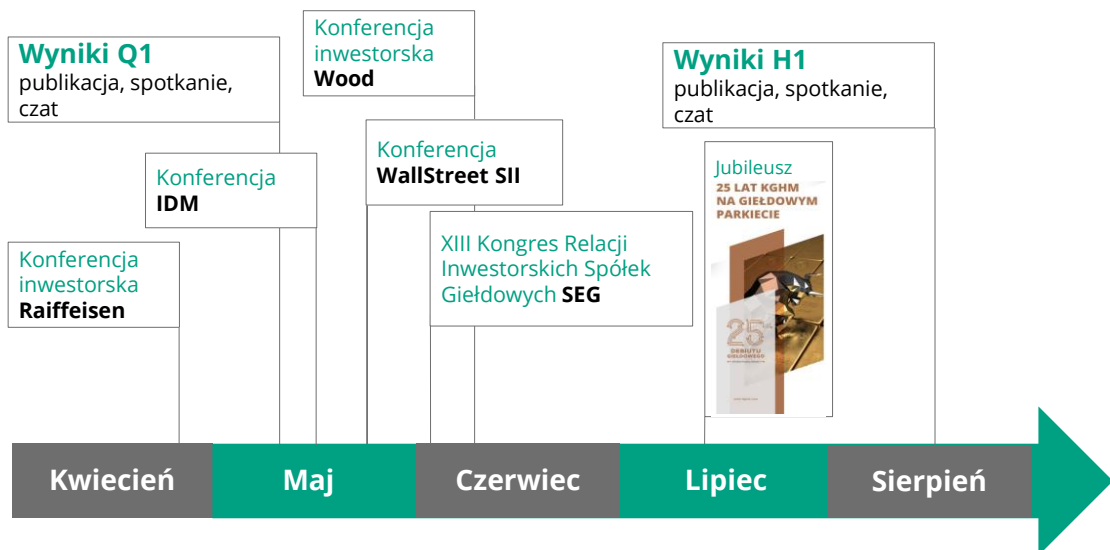 Konferencja
inwestorska
Wood
Wyniki Q1
publikacja, spotkanie,
czat
Wyniki H1
publikacja, spotkanie,
czat
Konferencja
WallStreet SII
Konferencja
IDM
Jubileusz
25 LAT KGHM
NA GIEŁDOWYM
PARKIECIE
XIII Kongres Relacji
Inwestorskich Spółek
Giełdowych SEG
Konferencja
inwestorska
Raiffeisen
25
DEBIUTU
GIEŁDOWEGO
Kwiecień
Maj
Czerwiec
Lipiec
Sierpień